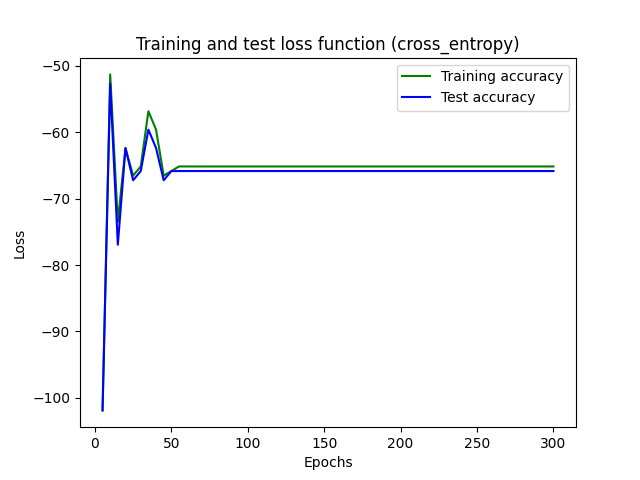 Training and test loss function (cross_entropy)
Training accuracy
Test accuracy
Loss
−50
−60
−70
−80
−90
−100
0 50 100 150 200 250 300
Epochs